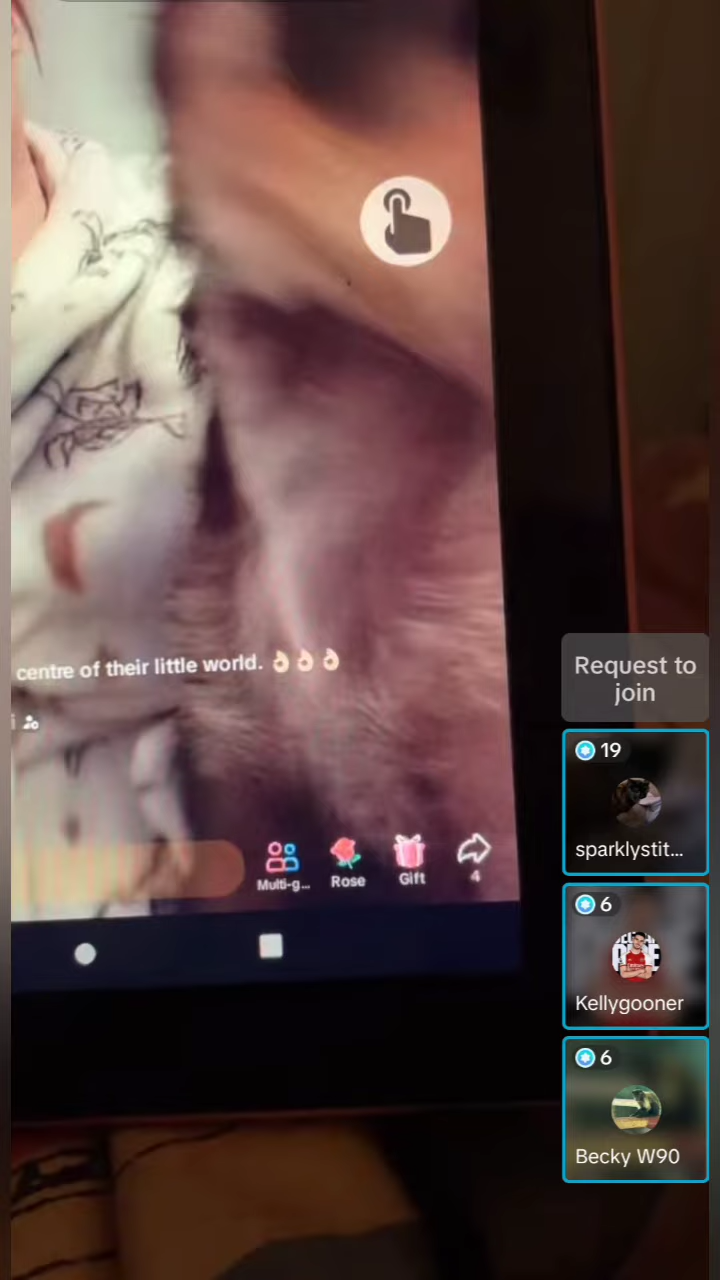 centre of their little world. 👌🏼👌🏼👌🏼
Multi-g...
Rose
Gift
4
Request to
join
19
sparklystit...
6
Kellygooner
6
Becky W90